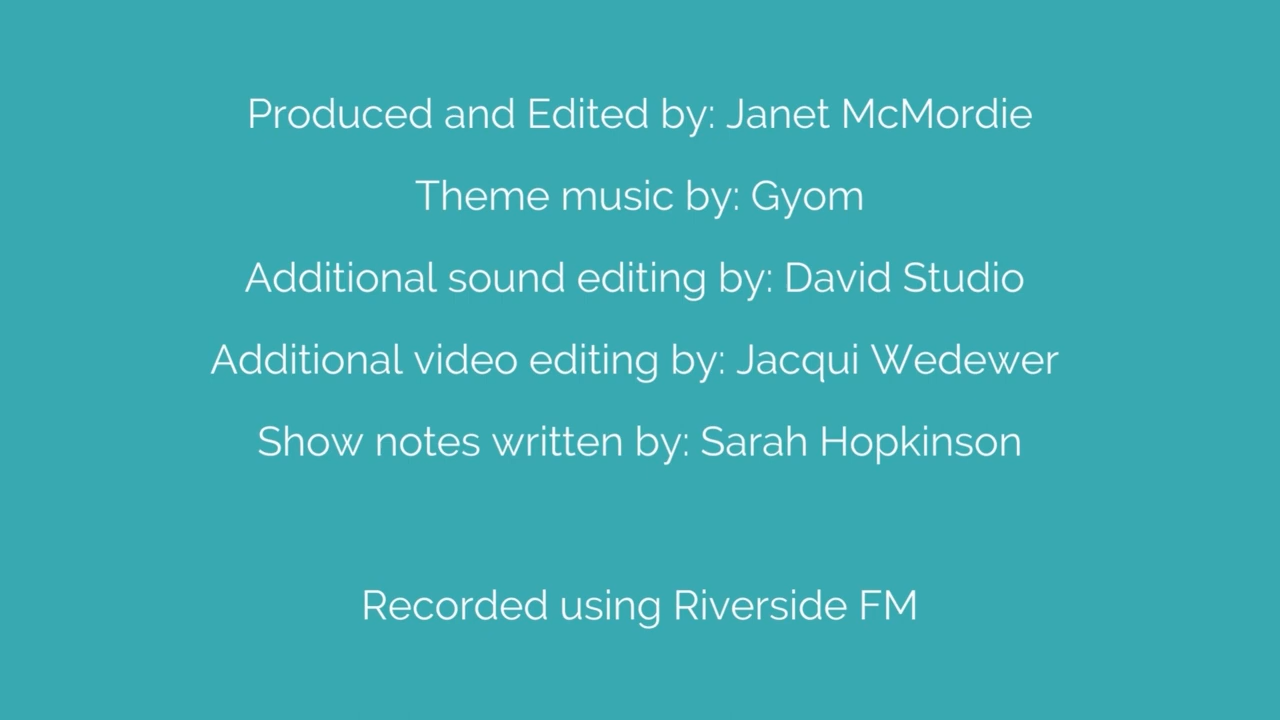 Produced and Edited by: Janet McMordie
Theme music by: Gyom
Additional sound editing by: David Studio
Additional video editing by: Jacqui Wedewer
Show notes written by: Sarah Hopkinson
Recorded using Riverside FM